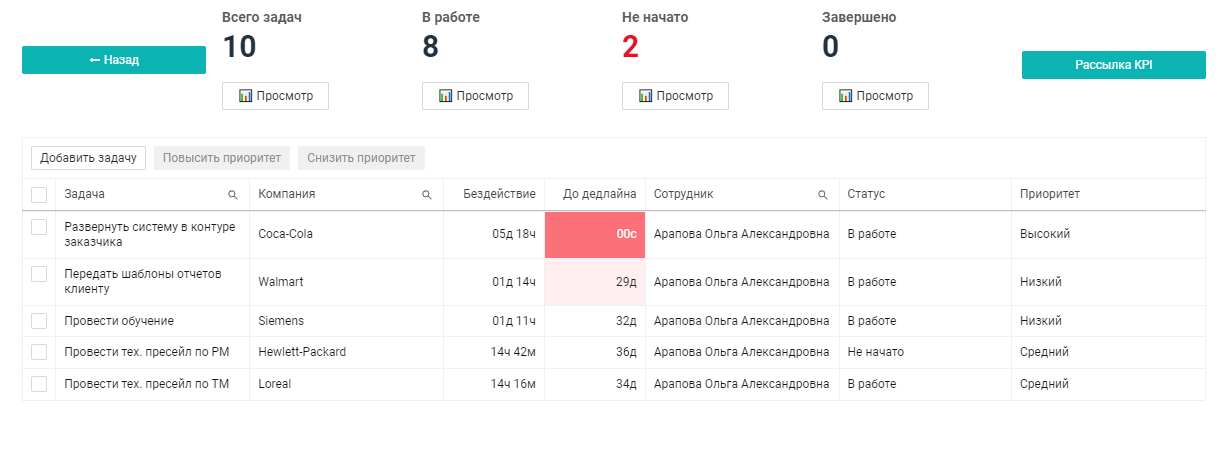 Всего задач
В работе
Не начато
Завершено
10
8
2
0
← Назад
Рассылка KPI
Просмотр
Просмотр
Просмотр
Просмотр
Добавить задачу
Повысить приоритет
Снизить приоритет
Задача
Компания
Бездействие
До дедлайна
Сотрудник
Статус
Приоритет
Развернуть систему в контуре
заказчика
Coca-Cola
05д 18ч
00с
Арапова Ольга Александровна
В работе
Высокий
Передать шаблоны отчетов
клиенту
Walmart
01д 14ч
29д
Арапова Ольга Александровна
В работе
Низкий
Провести обучение
Siemens
01д 11ч
32д
Арапова Ольга Александровна
В работе
Низкий
Провести тех. пресейл по PM
Hewlett-Packard
14ч 42м
36д
Арапова Ольга Александровна
Не начато
Средний
Провести тех. пресейл по TM
Loreal
14ч 16м
34д
Арапова Ольга Александровна
В работе
Средний